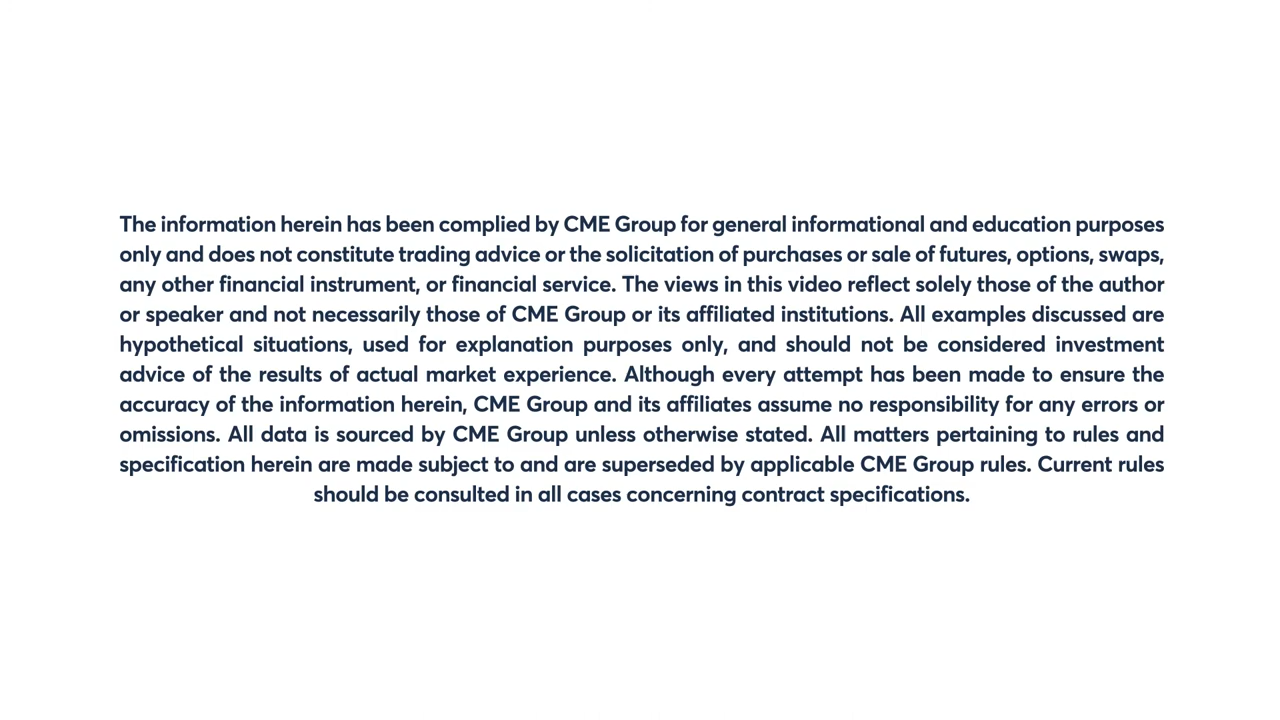 The information herein has been complied by CME Group for general informational and education purposes
only and does not constitute trading advice or the solicitation of purchases or sale of futures, options, swaps,
any other financial instrument, or financial service. The views in this video reflect solely those of the author
or speaker and not necessarily those of CME Group or its affiliated institutions. All examples discussed are
hypothetical situations, used for explanation purposes only, and should not be considered investment
advice of the results of actual market experience. Although every attempt has been made to ensure the
accuracy of the information herein, CME Group and its affiliates assume no responsibility for any errors or
omissions. All data is sourced by CME Group unless otherwise stated. All matters pertaining to rules and
specification herein are made subject to and are superseded by applicable CME Group rules. Current rules
should be consulted in all cases concerning contract specifications.